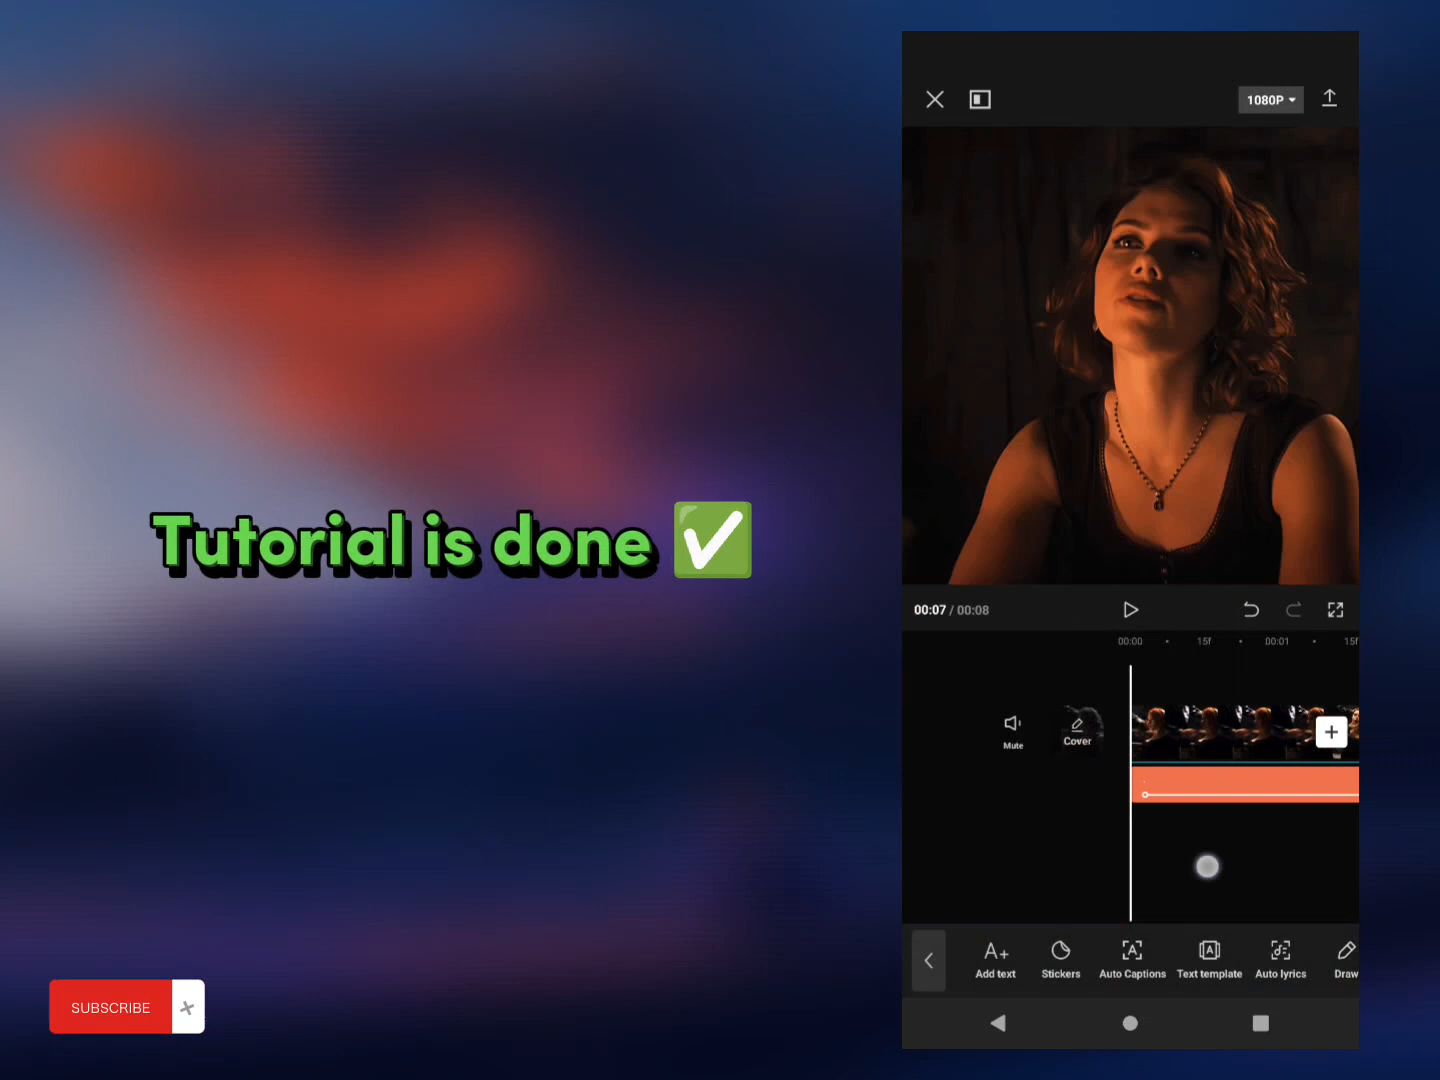 1080P
Tutorial is done ✅
00:07 / 00:08
00:00 15f 00:01 15f
Mute
Cover
Add text Stickers Auto Captions Text template Auto lyrics Draw
SUBSCRIBE